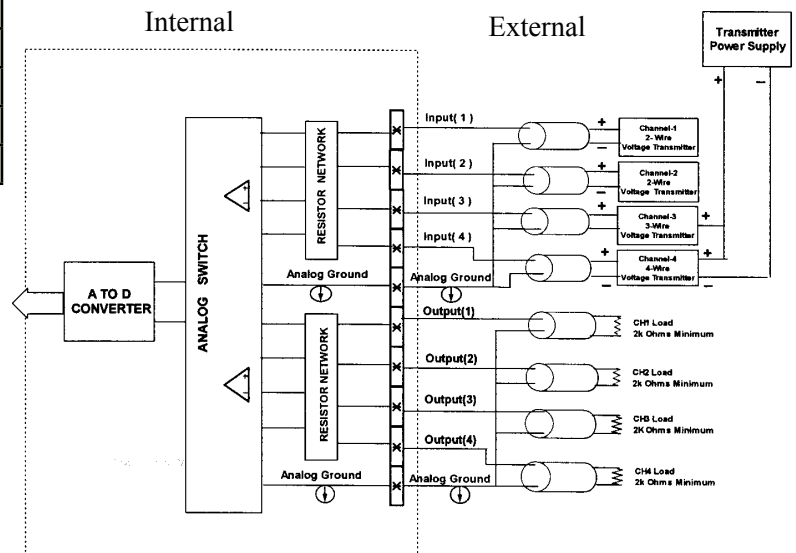 Internal
External
Transmitter
Power Supply
+
−
Input( 1 )
+
−
Channel-1
2- Wire
Voltage Transmitter
Input( 2 )
+
−
Channel-2
2-Wire
Voltage Transmitter
Input( 3 )
+
Channel-3
3-Wire
Voltage Transmitter
+
Input( 4 )
+
−
Channel-4
4-Wire
Voltage Transmitter
+
−
RESISTOR NETWORK
Analog Ground
Analog Ground
ANALOG SWITCH
A TO D
CONVERTER
Output(1)
CH1 Load
2k Ohms Minimum
Output(2)
CH2 Load
2k Ohms Minimum
Output(3)
CH3 Load
2K Ohms Minimum
Output(4)
CH4 Load
2k Ohms Minimum
RESISTOR NETWORK
Analog Ground
Analog Ground